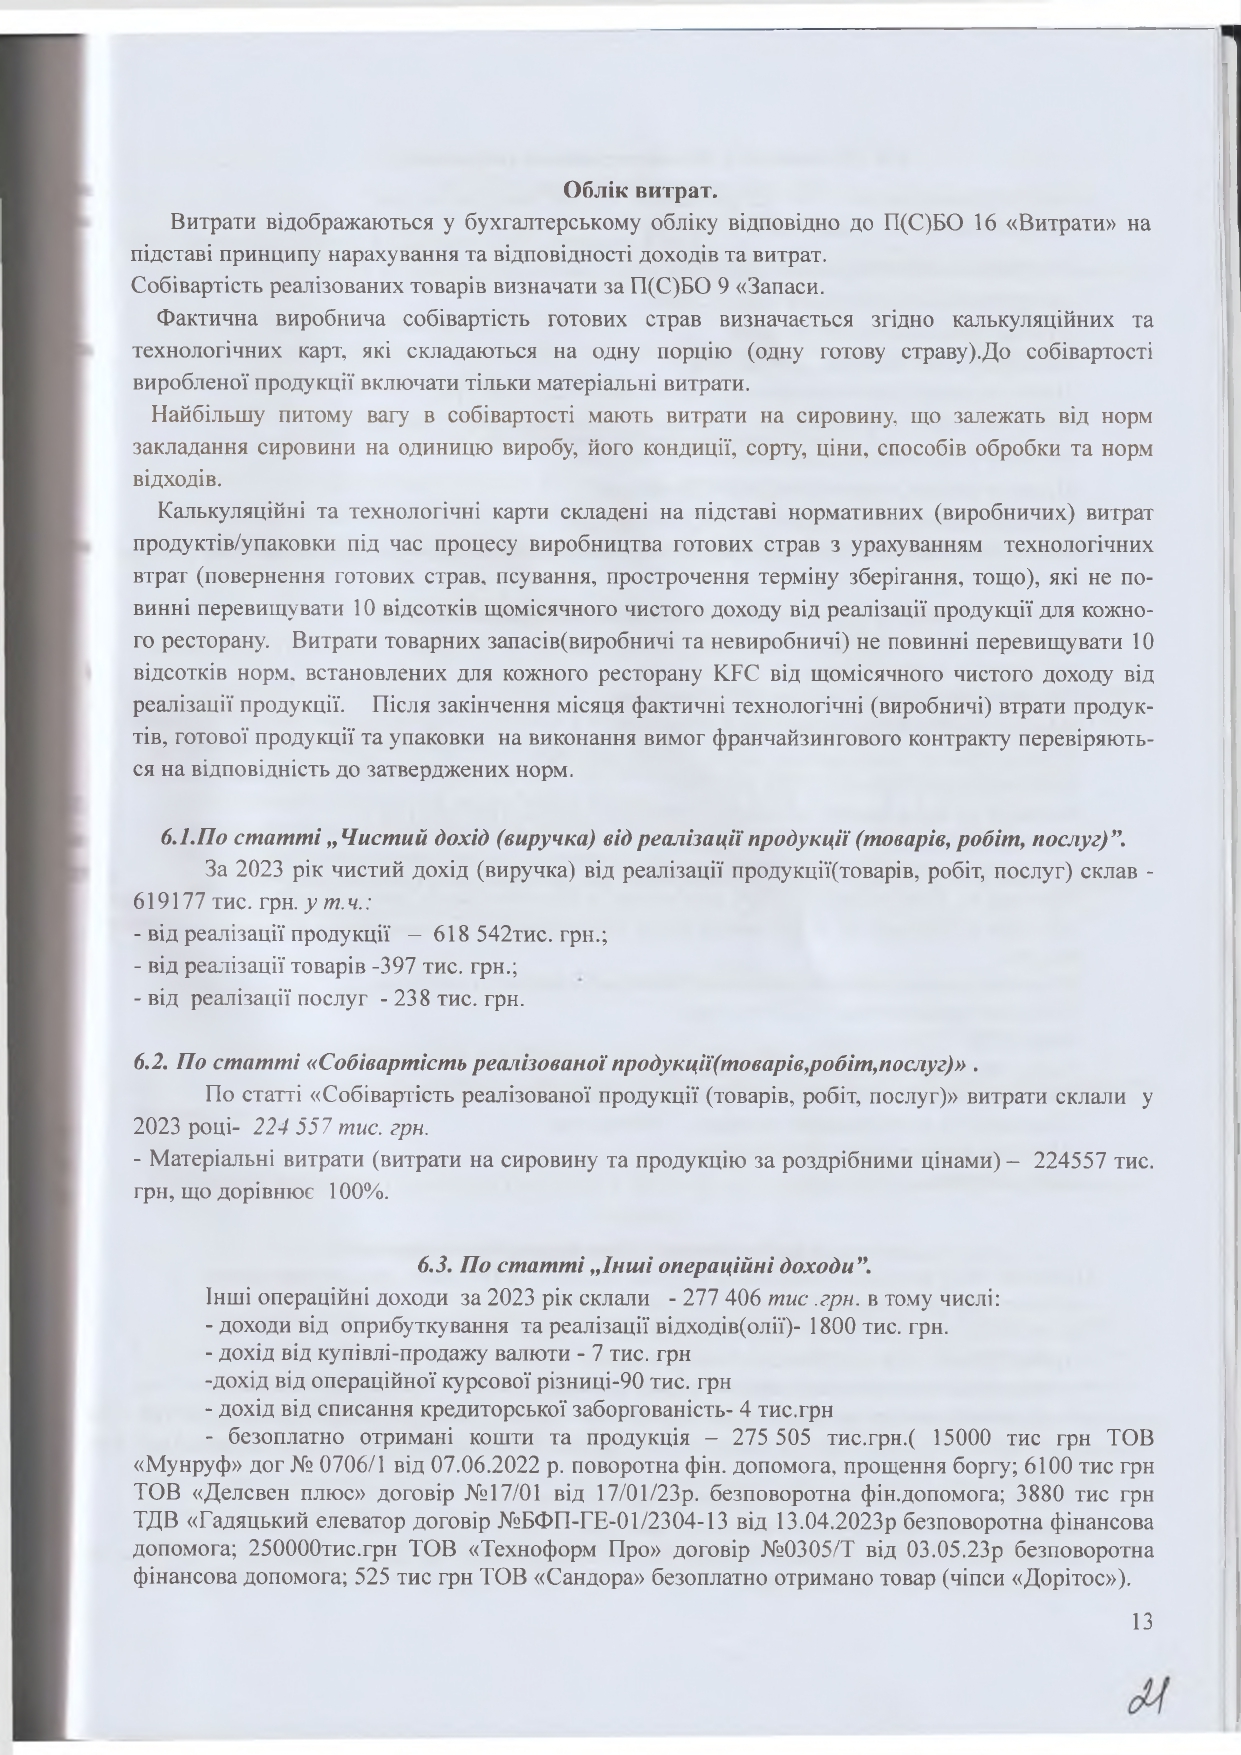 Облік витрат.
Витрати відображаються у бухгалтерському обліку відповідно до П(С)БО 16 «Витрати» на
підставі принципу нарахування та відповідності доходів та витрат.
Собівартість реалізованих товарів визначати за П(С)БО 9 «Запаси.
Фактична виробнича собівартість готових страв визначається згідно калькуляційних та
технологічних карт, які складаються на одну порцію (одну готову страву).До собівартості
виробленої продукції включати тільки матеріальні витрати.
Найбільшу питому вагу в собівартості мають витрати на сировину, що залежать від норм
закладання сировини на одиницю виробу, його кондиції, сорту, ціни, способів обробки та норм
відходів.
Калькуляційні та технологічні карти складені на підставі нормативних (виробничих) витрат
продуктів/упаковки під час процесу виробництва готових страв з урахуванням технологічних
втрат (повернення готових страв, псування, прострочення терміну зберігання, тощо), які не по-
винні перевищувати 10 відсотків щомісячного чистого доходу від реалізації продукції для кожно-
го ресторану. Витрати товарних запасів(виробничі та невиробничі) не повинні перевищувати 10
відсотків норм, встановлених для кожного ресторану KFC від щомісячного чистого доходу від
реалізації продукції. Після закінчення місяця фактичні технологічні (виробничі) втрати продук-
тів, готової продукції та упаковки на виконання вимог франчайзингового контракту перевіряють-
ся на відповідність до затверджених норм.
6.1.По статті „Чистий дохід (виручка) від реалізації продукції (товарів, робіт, послуг)”.
За 2023 рік чистий дохід (виручка) від реалізації продукції(товарів, робіт, послуг) склав -
619177 тис. грн. у т.ч.:
- від реалізації продукції – 618 542тис. грн.;
- від реалізації товарів -397 тис. грн.;
- від реалізації послуг - 238 тис. грн.
6.2. По статті «Собівартість реалізованої продукції(товарів,робіт,послуг)» .
По статті «Собівартість реалізованої продукції (товарів, робіт, послуг)» витрати склали у
2023 році- 224 557 тис. грн.
- Матеріальні витрати (витрати на сировину та продукцію за роздрібними цінами) – 224557 тис.
грн, що дорівнює 100%.
6.3. По статті „Інші операційні доходи”.
Інші операційні доходи за 2023 рік склали - 277 406 тис .грн. в тому числі:
- доходи від оприбуткування та реалізації відходів(олії)- 1800 тис. грн.
- дохід від купівлі-продажу валюти - 7 тис. грн
-дохід від операційної курсової різниці-90 тис. грн
- дохід від списання кредиторської заборгованість- 4 тис.грн
- безоплатно отримані кошти та продукція – 275 505 тис.грн.( 15000 тис грн ТОВ
«Мунруф» дог № 0706/1 від 07.06.2022 р. поворотна фін. допомога, прощення боргу; 6100 тис грн
ТОВ «Делсвен плюс» договір №17/01 від 17/01/23р. безповоротна фін.допомога; 3880 тис грн
ТДВ «Гадяцький елеватор договір №БФП-ГЕ-01/2304-13 від 13.04.2023р безповоротна фінансова
допомога; 250000тис.грн ТОВ «Техноформ Про» договір №0305/Т від 03.05.23р безповоротна
фінансова допомога; 525 тис грн ТОВ «Сандора» безоплатно отримано товар (чіпси «Дорітос»).
13
21